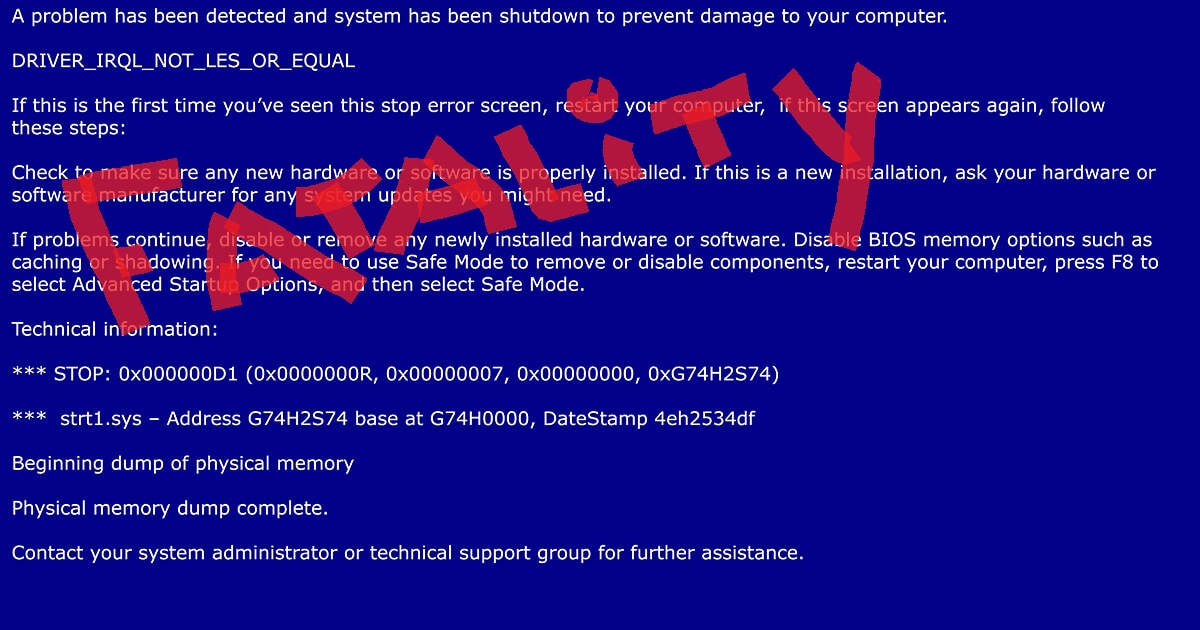 A problem has been detected and system has been shutdown to prevent damage to your computer.
DRIVER_IRQL_NOT_LES_OR_EQUAL
If this is the first time you’ve seen this stop error screen, restart your computer,  if this screen appears again, follow
these steps:
Check to make sure any new hardware or software is properly installed. If this is a new installation, ask your hardware or
software manufacturer for any system updates you might need.
If problems continue, disable or remove any newly installed hardware or software. Disable BIOS memory options such as
caching or shadowing. If you need to use Safe Mode to remove or disable components, restart your computer, press F8 to
select Advanced Startup Options, and then select Safe Mode.
FATALiTY
Technical information:
*** STOP: 0x000000D1 (0x0000000R, 0x00000007, 0x00000000, 0xG74H2S74)
***  strt1.sys – Address G74H2S74 base at G74H0000, DateStamp 4eh2534df
Beginning dump of physical memory
Physical memory dump complete.
Contact your system administrator or technical support group for further assistance.